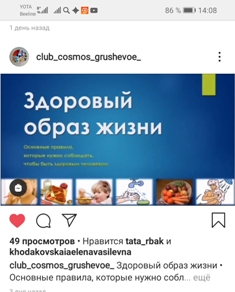 YOTA
Beeline
86 %
14:08
1 день назад
club_cosmos_grushevoe_
Здоровый
образ жизни
Основные правила,
которые нужно соблюдать,
чтобы быть здоровым человеком
49 просмотров • Нравится tata_rbak и
khodakovskaiaelenavasilevna
club_cosmos_grushevoe_ Здоровый образ жизни •
Основные правила, которые нужно собл... ещё